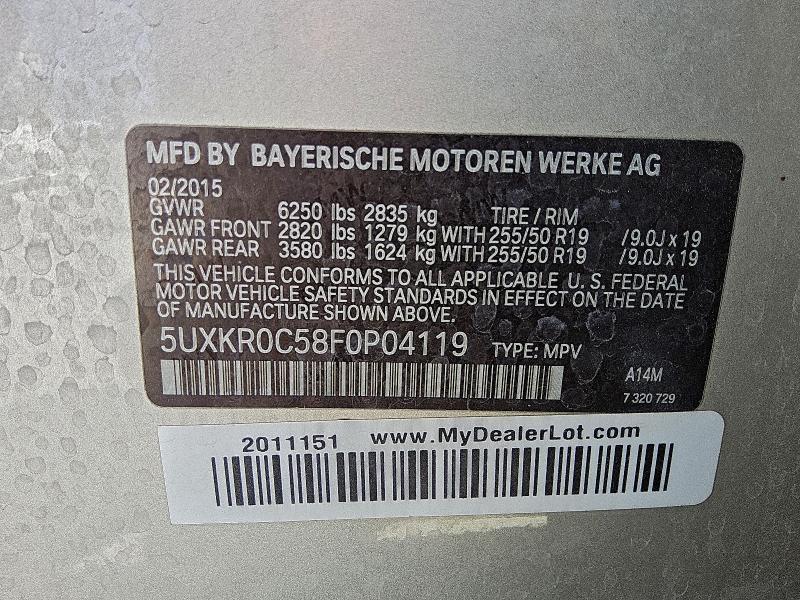 MFD BY BAYERISCHE MOTOREN WERKE AG
02/2015
GVWR 6250 lbs 2835 kg TIRE / RIM
GAWR FRONT 2820 lbs 1279 kg WITH 255/50 R19 /9.0J x 19
GAWR REAR 3580 lbs 1624 kg WITH 255/50 R19 /9.0J x 19
THIS VEHICLE CONFORMS TO ALL APPLICABLE U. S. FEDERAL
MOTOR VEHICLE SAFETY STANDARDS IN EFFECT ON THE DATE
OF MANUFACTURE SHOWN ABOVE.
5UXKR0C58F0P04119 TYPE: MPV
A14M
7 320 729
2011151 www.MyDealerLot.com